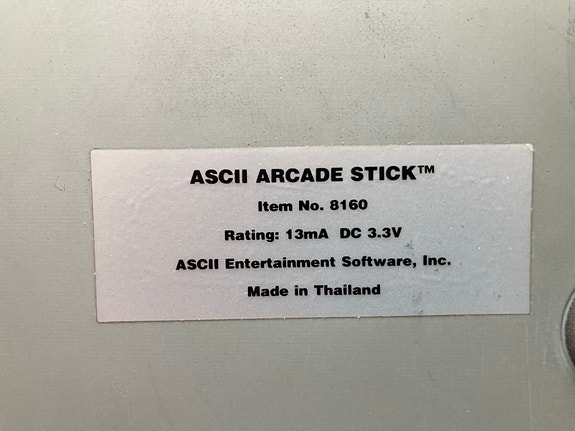 ASCII ARCADE STICK™
Item No. 8160
Rating: 13mA DC 3.3V
ASCII Entertainment Software, Inc.
Made in Thailand